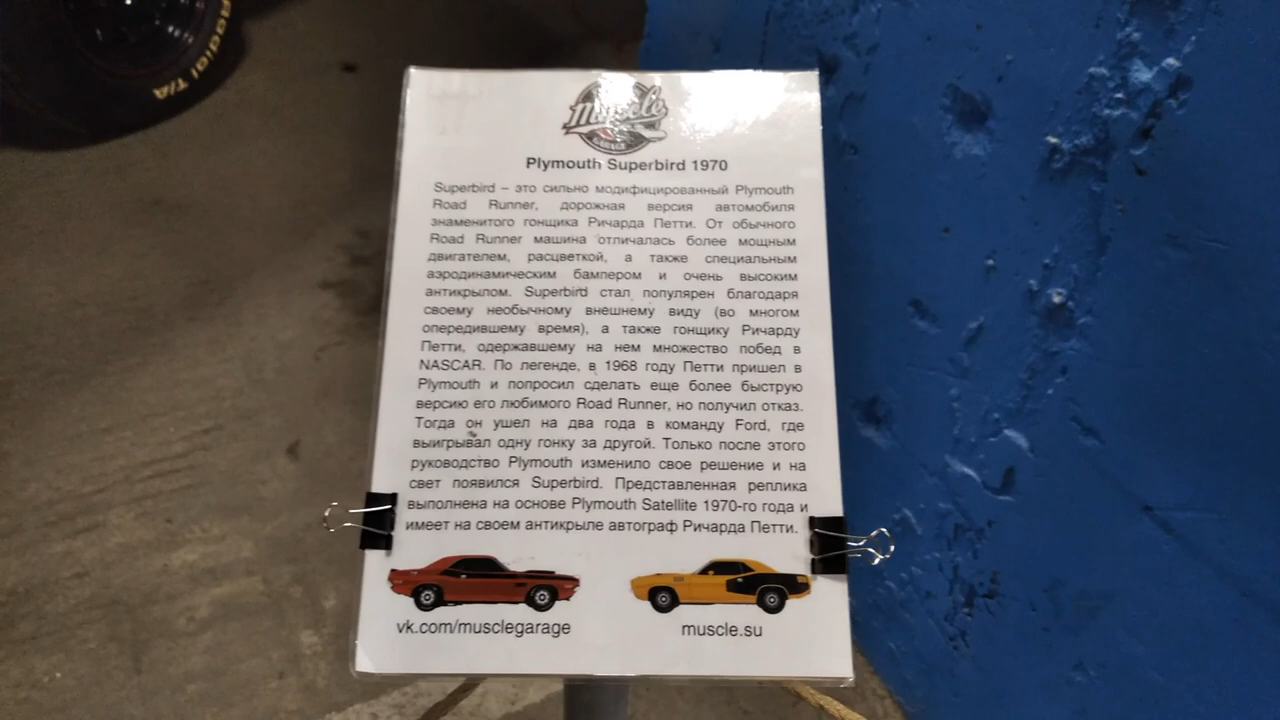 Radial T/A
Muscle
GARAGE
Plymouth Superbird 1970
Superbird – это сильно модифицированный Plymouth
Road Runner, дорожная версия автомобиля
знаменитого гонщика Ричарда Петти. От обычного
Road Runner машина отличалась более мощным
двигателем, расцветкой, а также специальным
аэродинамическим бампером и очень высоким
антикрылом. Superbird стал популярен благодаря
своему необычному внешнему виду (во многом
опередившему время), а также гонщику Ричарду
Петти, одержавшему на нем множество побед в
NASCAR. По легенде, в 1968 году Петти пришел в
Plymouth и попросил сделать еще более быструю
версию его любимого Road Runner, но получил отказ.
Тогда он ушел на два года в команду Ford, где
выигрывал одну гонку за другой. Только после этого
руководство Plymouth изменило свое решение и на
свет появился Superbird. Представленная реплика
выполнена на основе Plymouth Satellite 1970-го года и
имеет на своем антикрыле автограф Ричарда Петти.
vk.com/musclegarage
muscle.su